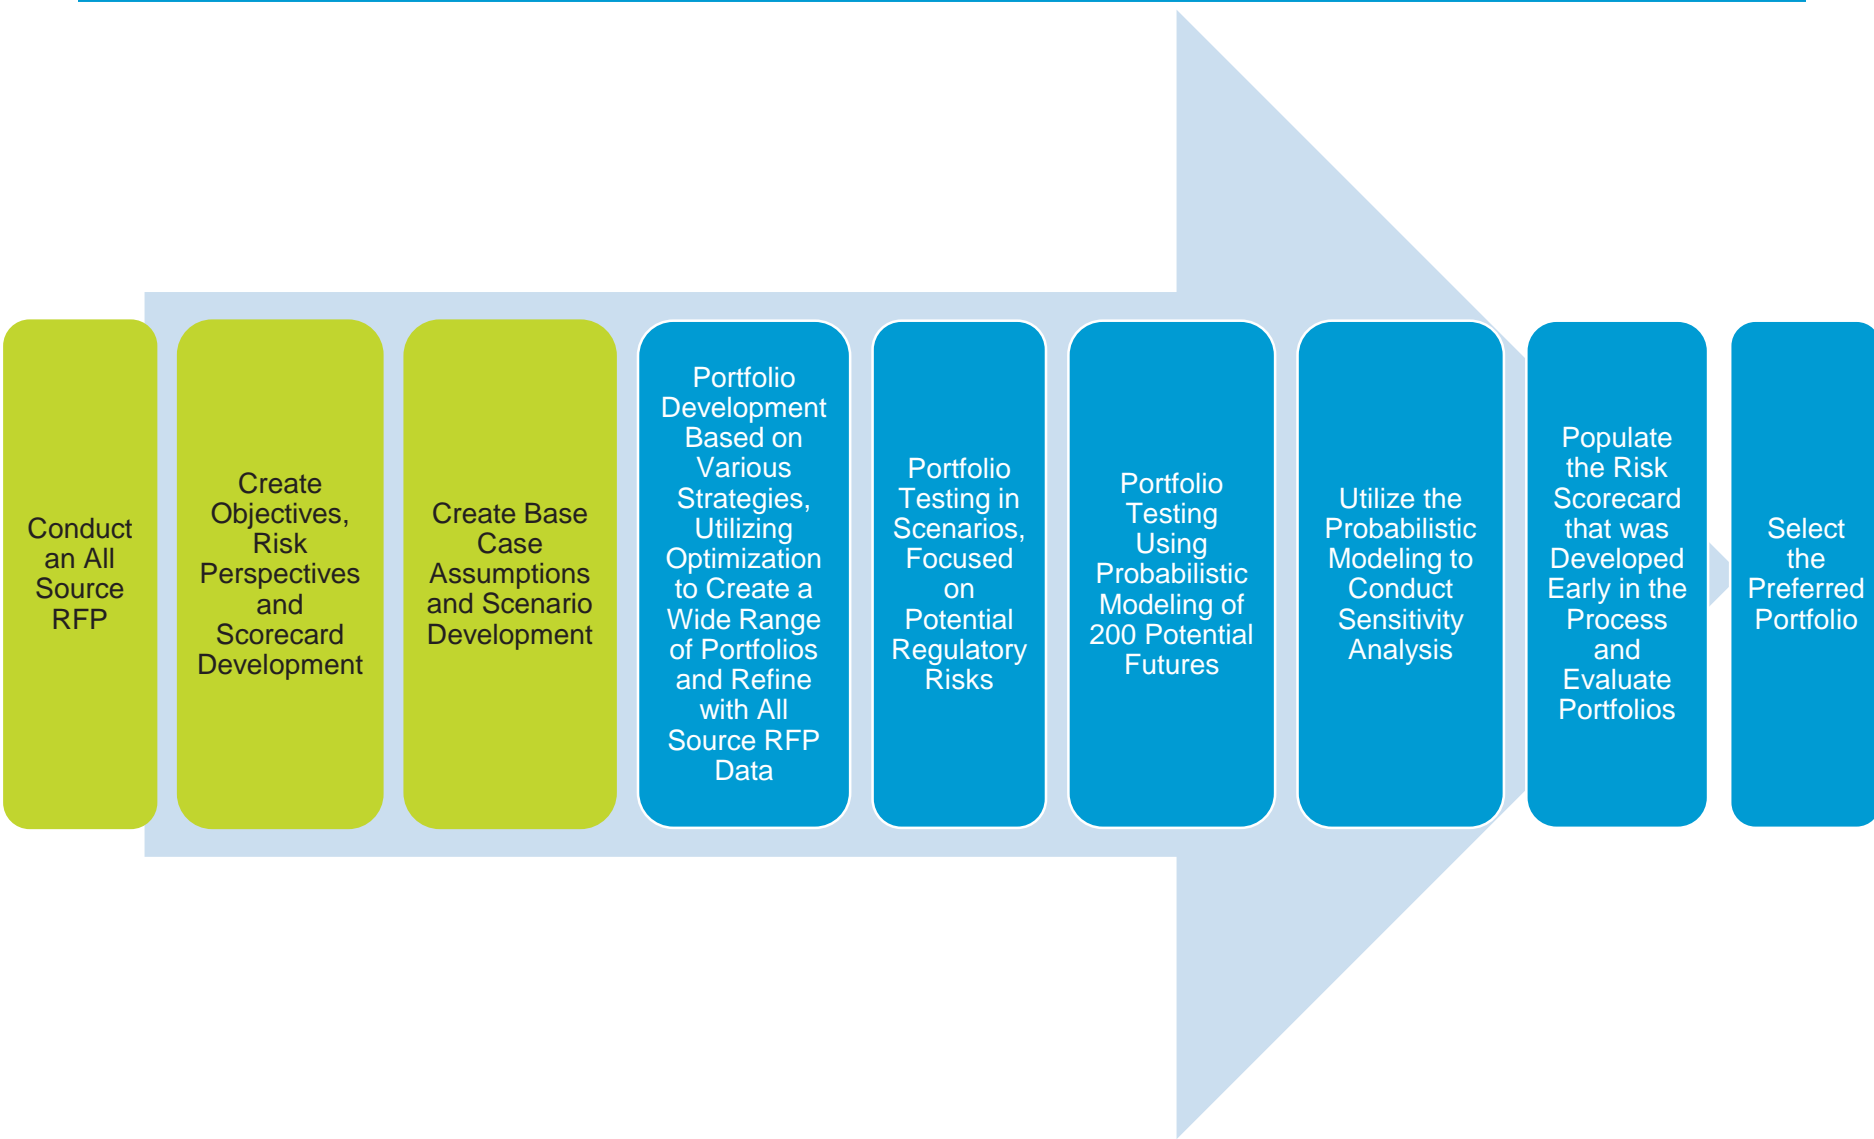 Conduct
an All
Source
RFP
Create
Objectives,
Risk
Perspectives
and
Scorecard
Development
Create Base
Case
Assumptions
and Scenario
Development
Portfolio
Development
Based on
Various
Strategies,
Utilizing
Optimization
to Create a
Wide Range
of Portfolios
and Refine
with All
Source RFP
Data
Portfolio
Testing in
Scenarios,
Focused
on
Potential
Regulatory
Risks
Portfolio
Testing
Using
Probabilistic
Modeling of
200 Potential
Futures
Utilize the
Probabilistic
Modeling to
Conduct
Sensitivity
Analysis
Populate
the Risk
Scorecard
that was
Developed
Early in the
Process
and
Evaluate
Portfolios
Select
the
Preferred
Portfolio